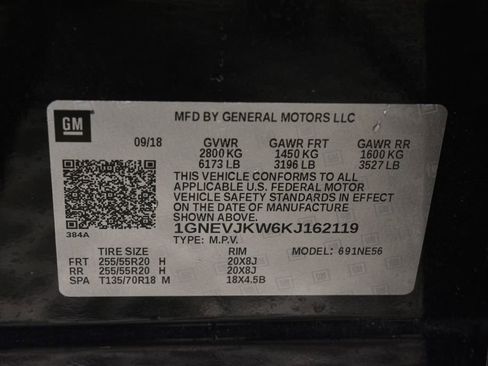 GM
MFD BY GENERAL MOTORS LLC
09/18 GVWR GAWR FRT GAWR RR
2800 KG 1450 KG 1600 KG
6173 LB 3196 LB 3527 LB
THIS VEHICLE CONFORMS TO ALL
APPLICABLE U.S. FEDERAL MOTOR
VEHICLE SAFETY STANDARDS IN EFFECT
ON THE DATE OF MANUFACTURE
SHOWN ABOVE.
384A 1GNEVJKW6KJ162119
TYPE: M.P.V.
TIRE SIZE RIM MODEL: 691NE56
FRT 255/55R20 H 20X8J
RR 255/55R20 H 20X8J
SPA T135/70R18 M 18X4.5B